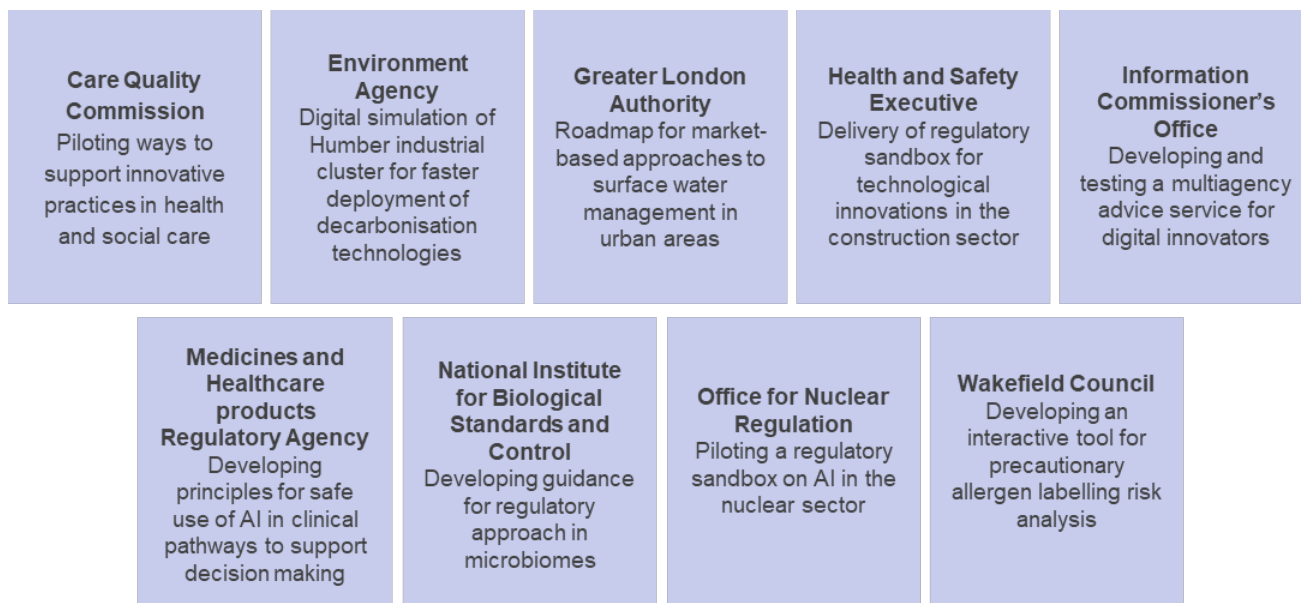 Care Quality
Commission
Piloting ways to
support innovative
practices in health
and social care
Environment
Agency
Digital simulation of
Humber industrial
cluster for faster
deployment of
decarbonisation
technologies
Greater London
Authority
Roadmap for market-
based approaches to
surface water
management in
urban areas
Health and Safety
Executive
Delivery of regulatory
sandbox for
technological
innovations in the
construction sector
Information
Commissioner’s
Office
Developing and
testing a multiagency
advice service for
digital innovators
Medicines and
Healthcare
products
Regulatory Agency
Developing
principles for safe
use of AI in clinical
pathways to support
decision making
National Institute
for Biological
Standards and
Control
Developing guidance
for regulatory
approach in
microbiomes
Office for Nuclear
Regulation
Piloting a regulatory
sandbox on AI in the
nuclear sector
Wakefield Council
Developing an
interactive tool for
precautionary
allergen labelling risk
analysis